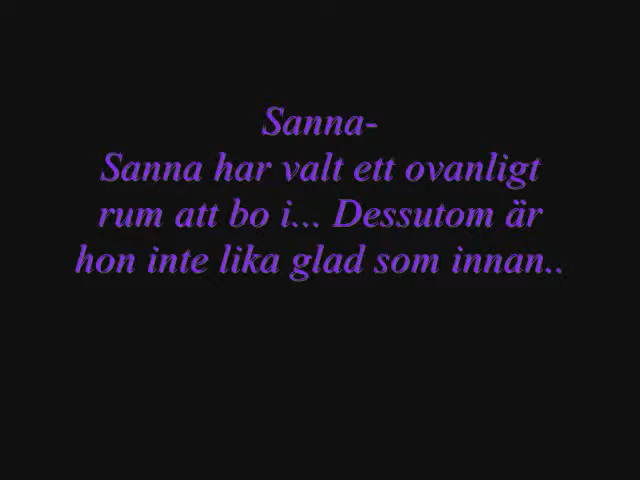 Sanna-
Sanna har valt ett ovanligt
rum att bo i... Dessutom är
hon inte lika glad som innan..